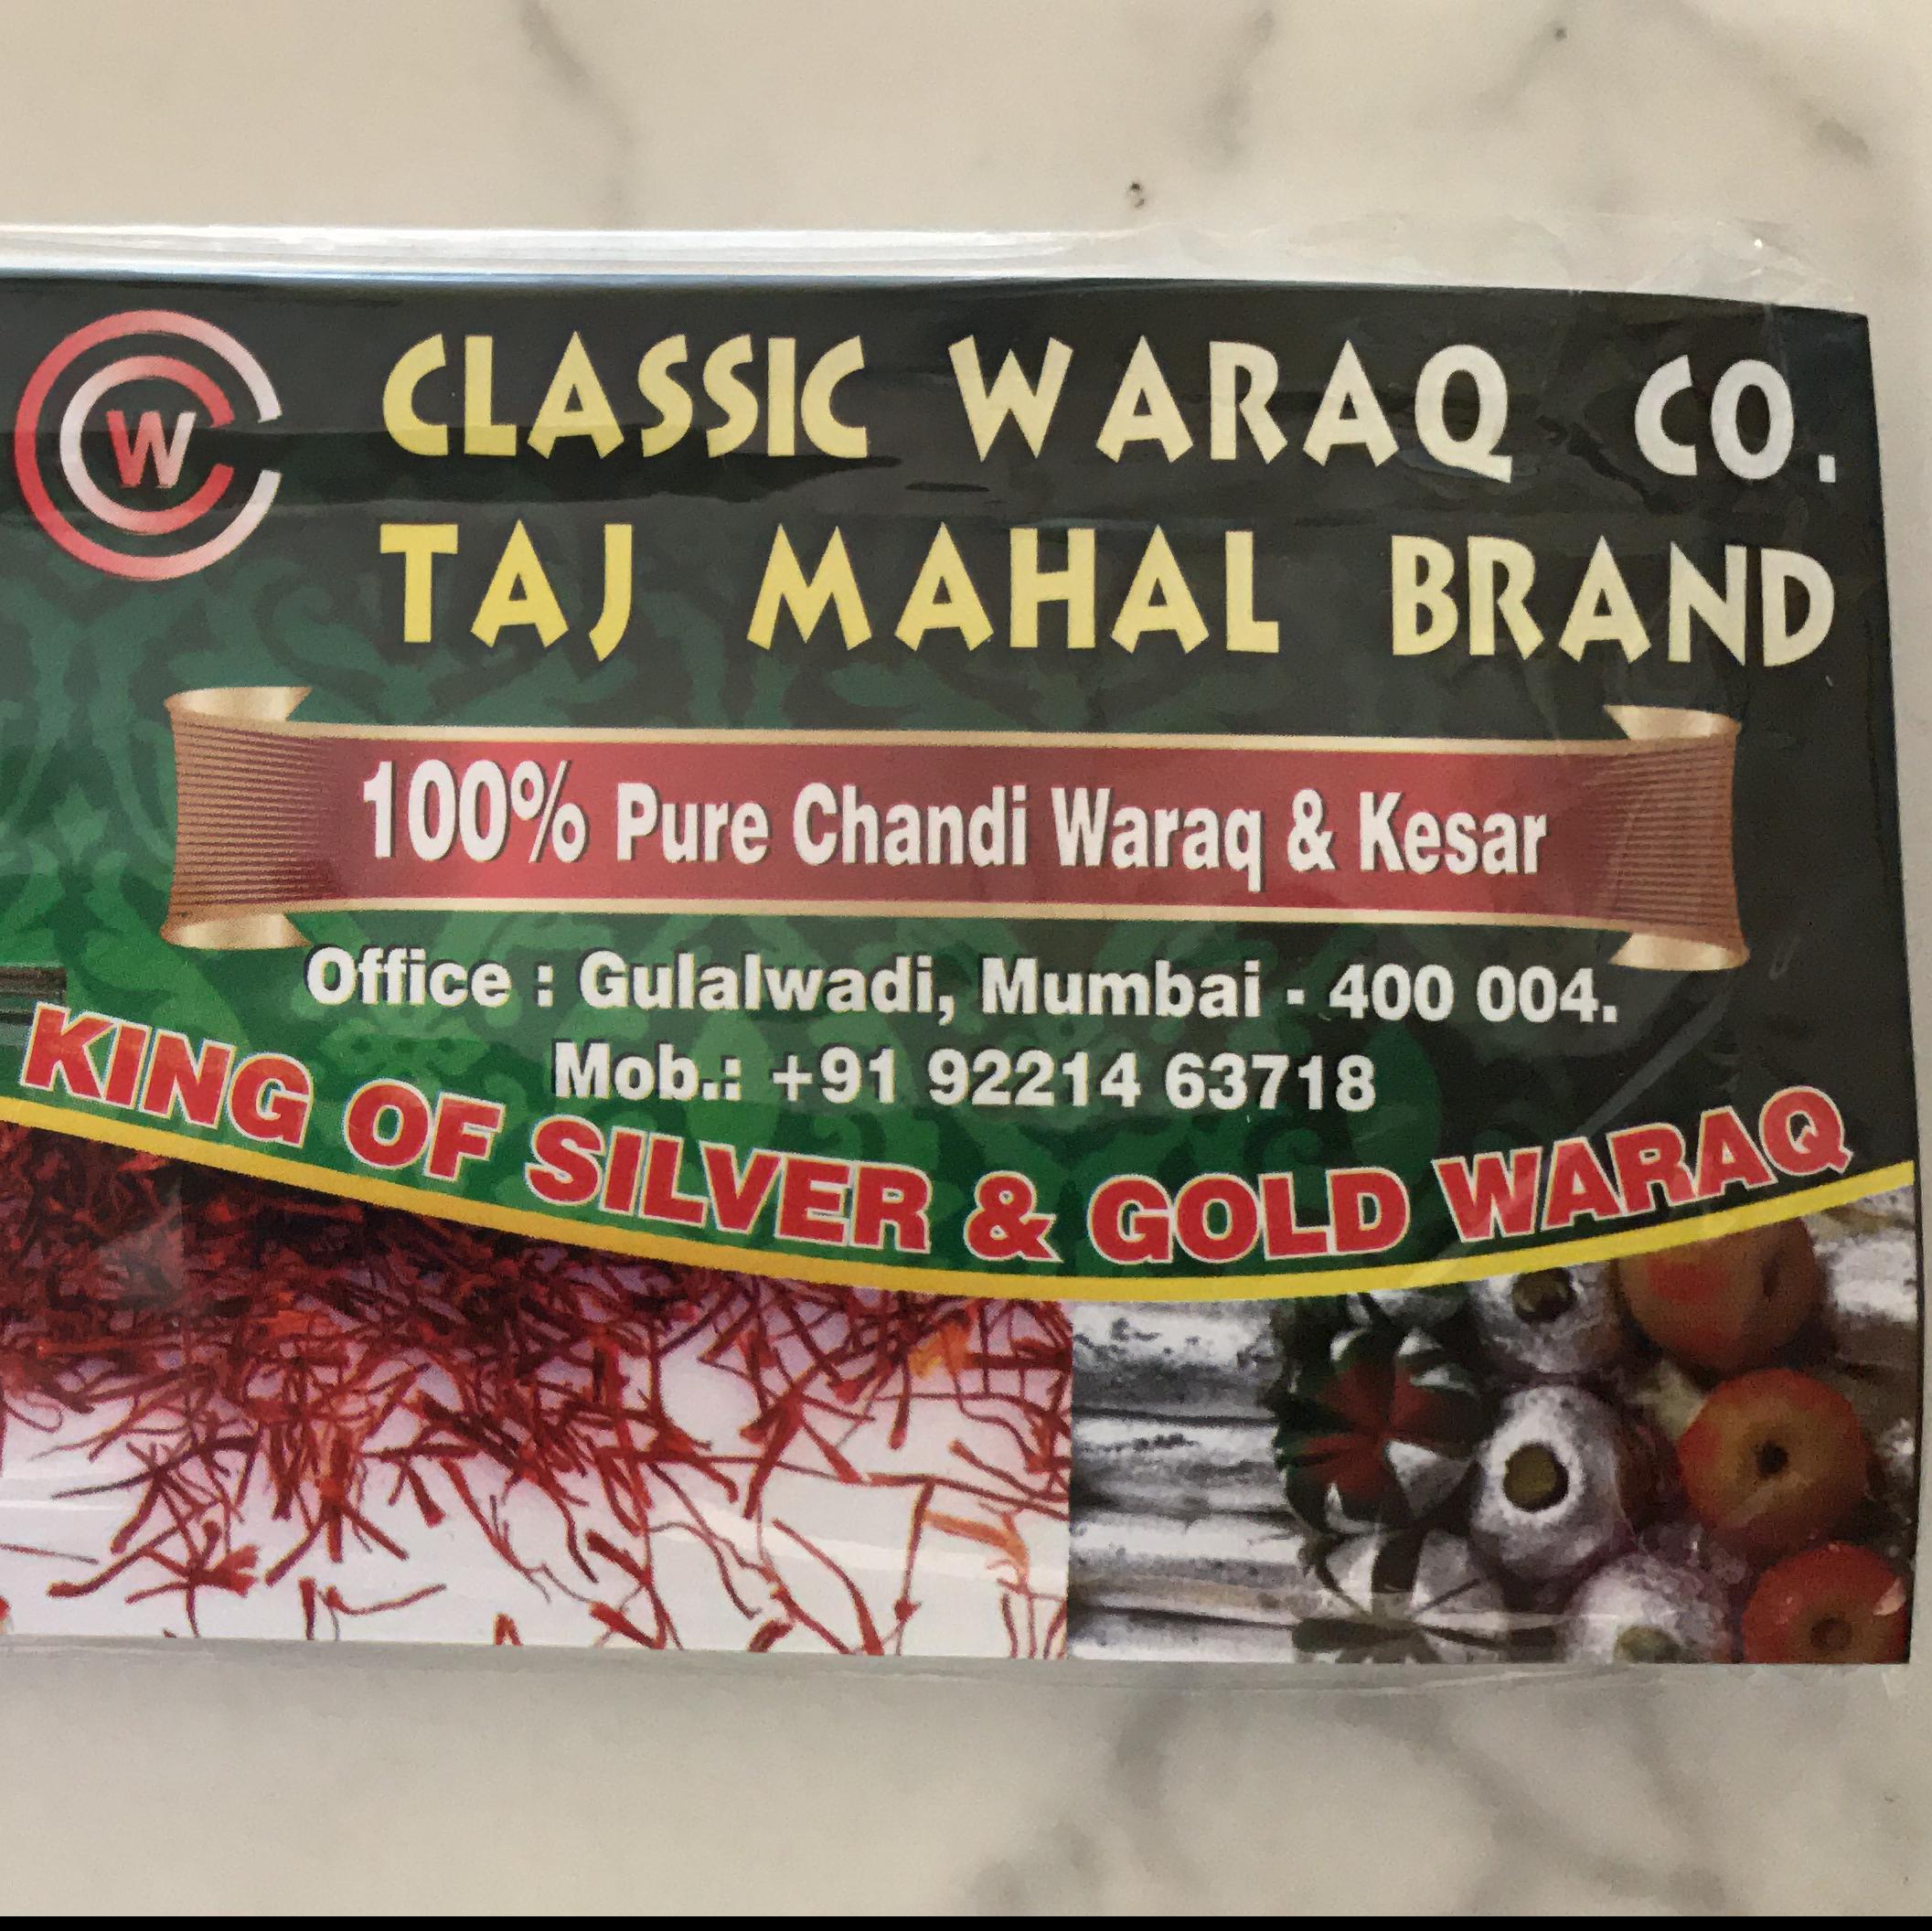 W
CLASSIC WARAQ CO.
TAJ MAHAL BRAND
100% Pure Chandi Waraq & Kesar
Office : Gulalwadi, Mumbai - 400 004.
Mob.: +91 92214 63718
KING OF SILVER & GOLD WARAQ